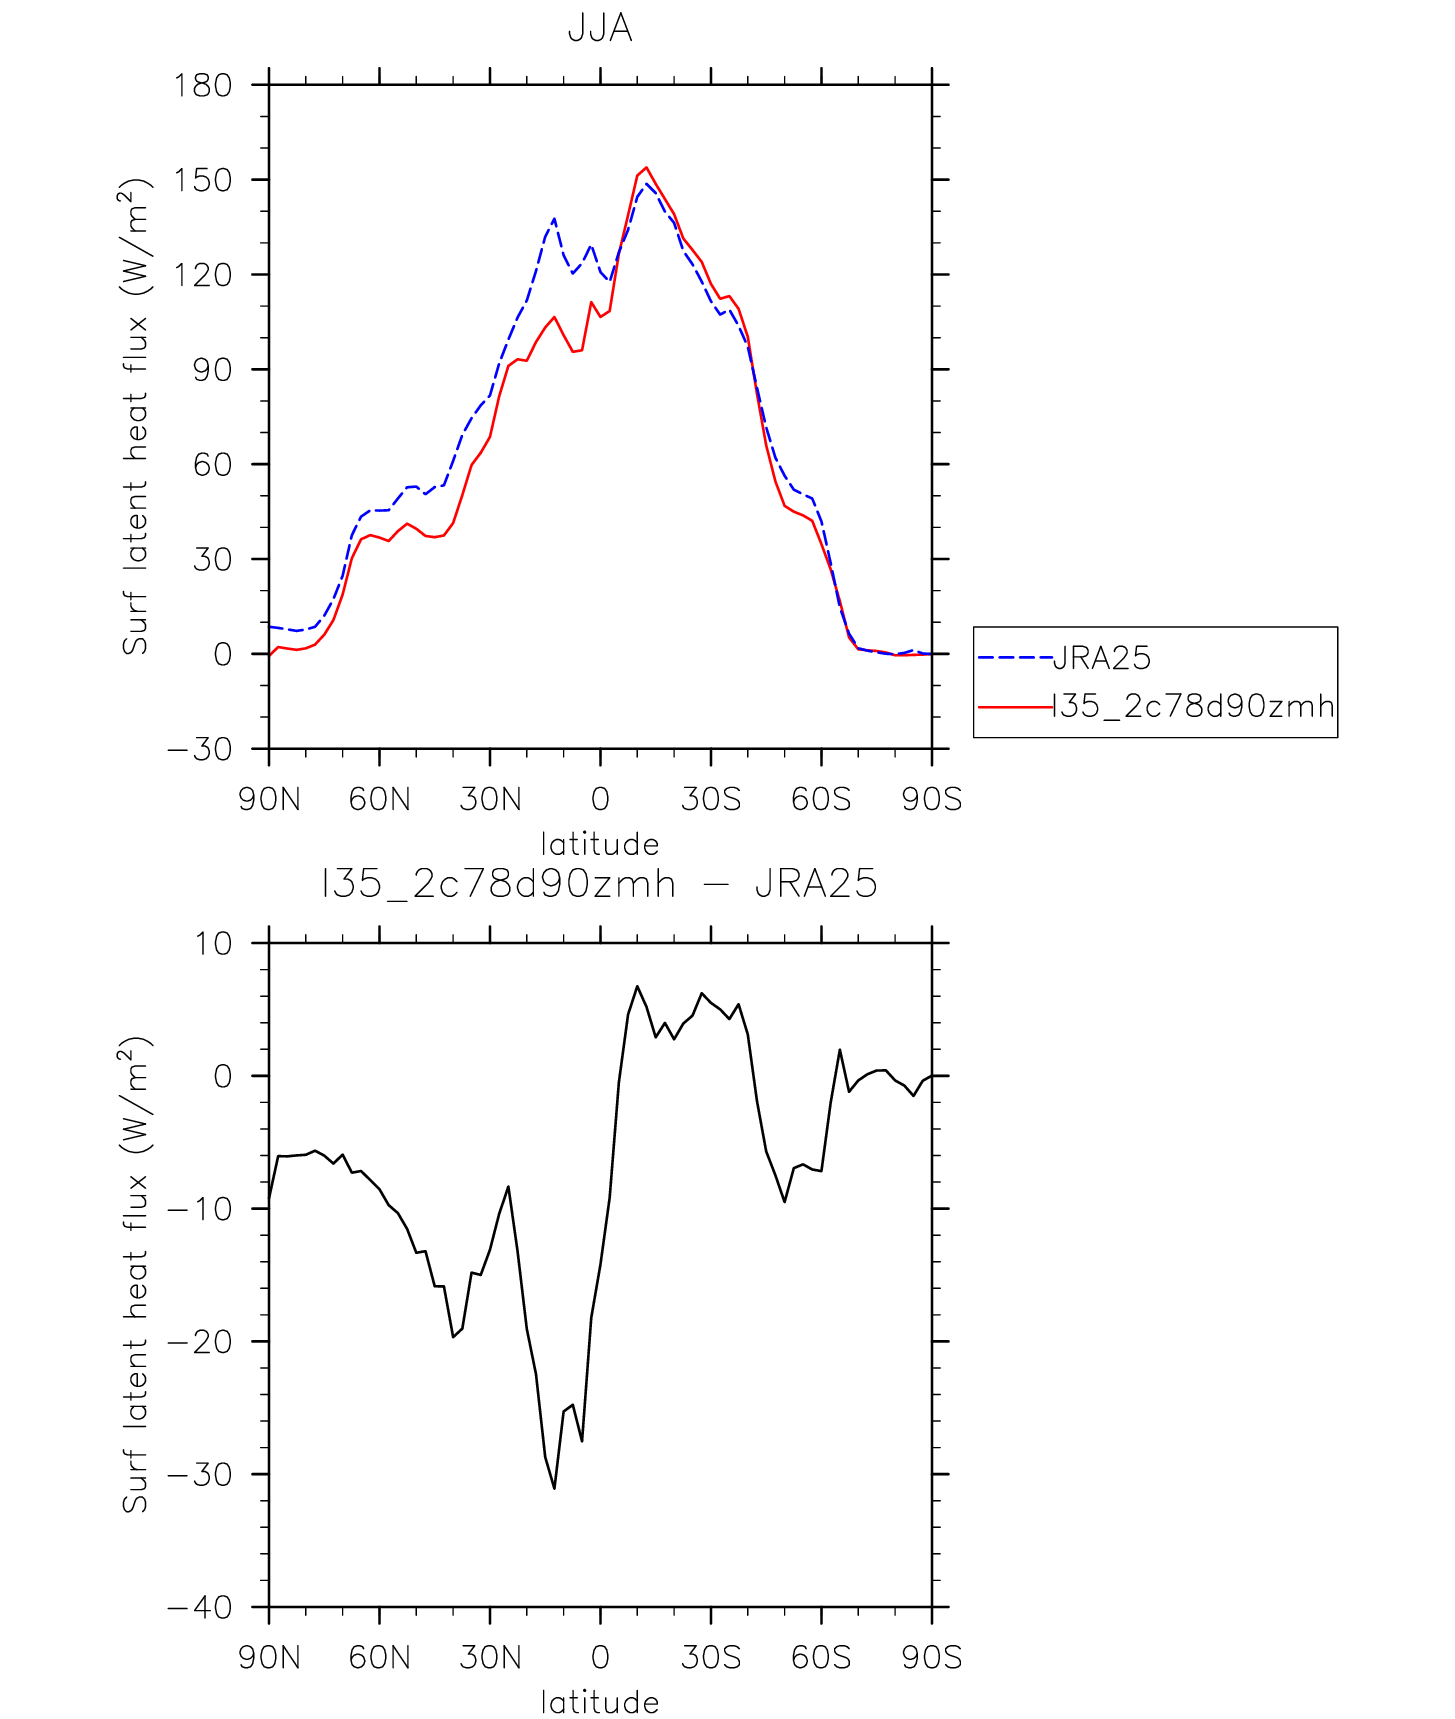 JJA
180
150
120
90
60
30
0
−30
Surf latent heat flux (W/m²)
90N 60N 30N 0 30S 60S 90S
latitude
JRA25
I35_2c78d90zmh
I35_2c78d90zmh − JRA25
10
0
−10
−20
−30
−40
Surf latent heat flux (W/m²)
90N 60N 30N 0 30S 60S 90S
latitude